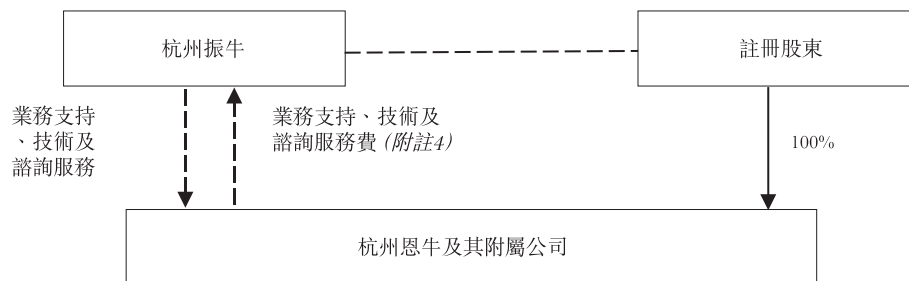 杭州振牛
註冊股東
業務支持
、技術及
諮詢服務
業務支持、技術及
諮詢服務費(附註4)
100%
杭州恩牛及其附屬公司